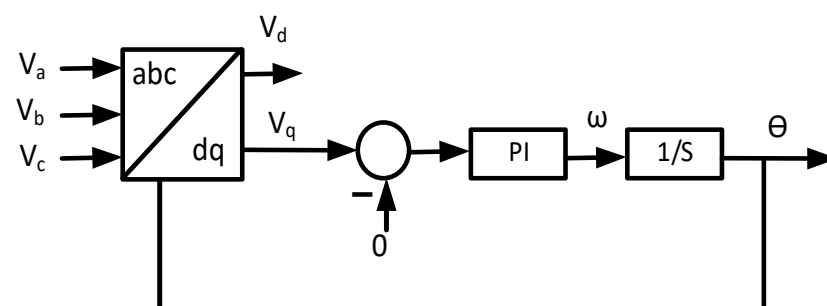 V_d
V_a
abc
V_b
V_c
dq
V_q
–
0
PI
ω
1/S
Θ